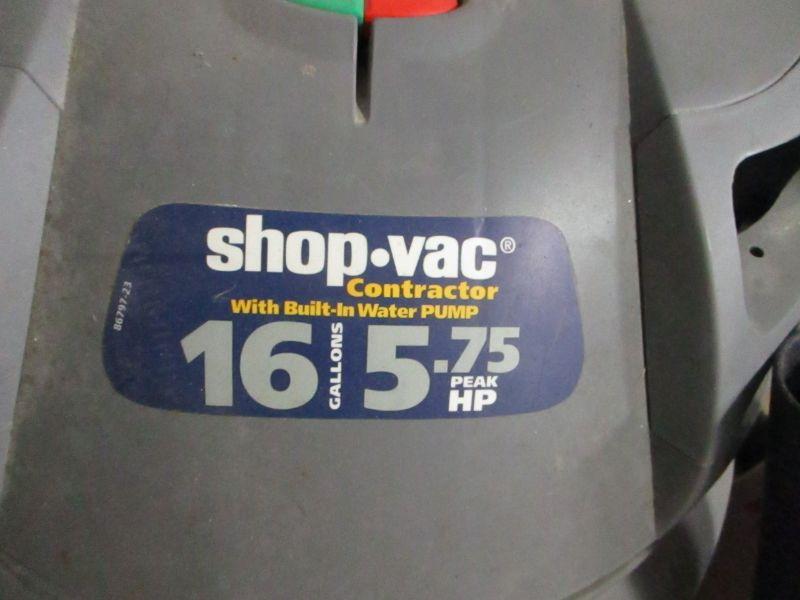 shop·vac®
Contractor
With Built-In Water PUMP
16 GALLONS 5.75 PEAK HP
86797-23